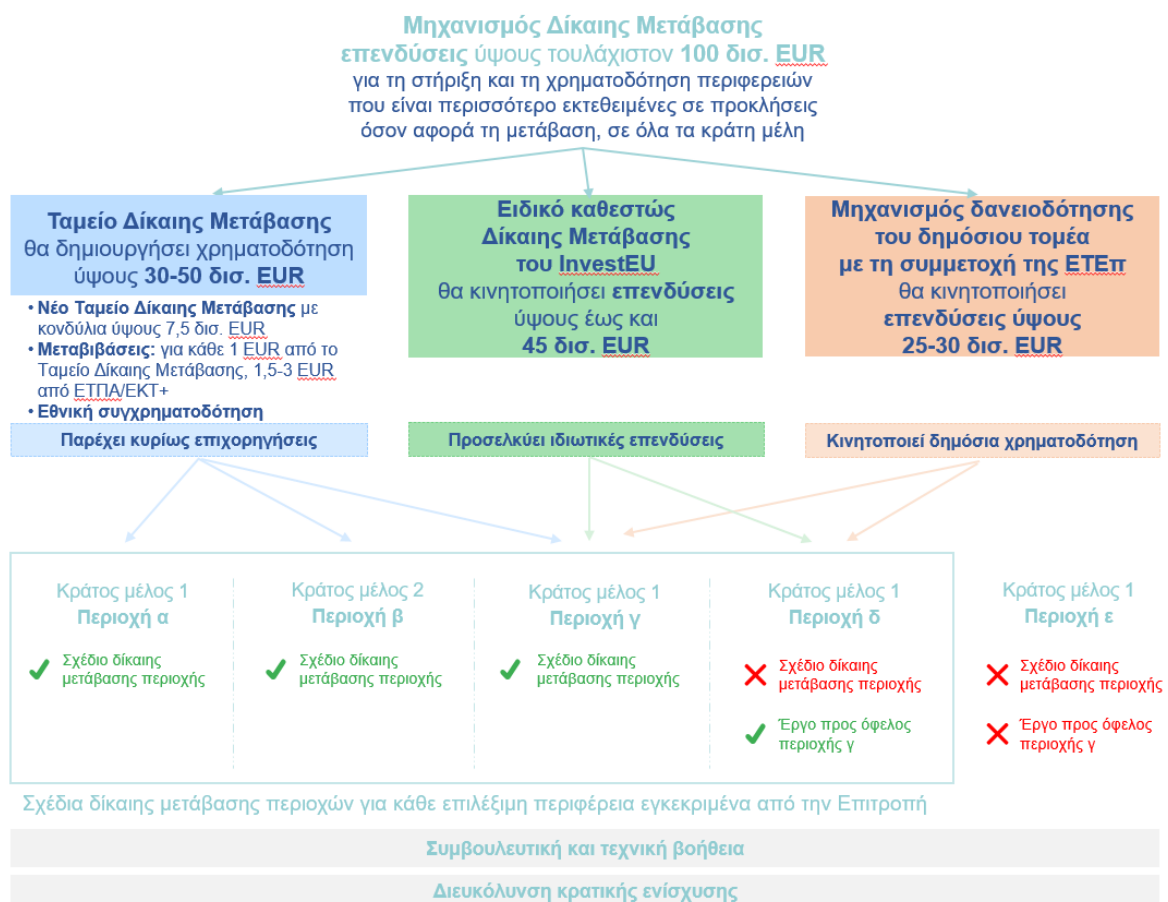 Μηχανισμός Δίκαιης Μετάβασης
επενδύσεις ύψους τουλάχιστον 100 δισ. EUR
για τη στήριξη και τη χρηματοδότηση περιφερειών
που είναι περισσότερο εκτεθειμένες σε προκλήσεις
όσον αφορά τη μετάβαση, σε όλα τα κράτη μέλη
Ταμείο Δίκαιης Μετάβασης
θα δημιουργήσει χρηματοδότηση
ύψους 30-50 δισ. EUR
• Νέο Ταμείο Δίκαιης Μετάβασης με
κονδύλια ύψους 7,5 δισ. EUR
• Μεταβιβάσεις: για κάθε 1 EUR από το
Ταμείο Δίκαιης Μετάβασης, 1,5-3 EUR
από ΕΤΠΑ/ΕΚΤ+
• Εθνική συγχρηματοδότηση
Παρέχει κυρίως επιχορηγήσεις
Ειδικό καθεστώς
Δίκαιης Μετάβασης
του InvestEU
θα κινητοποιήσει επενδύσεις
ύψους έως και
45 δισ. EUR
Προσελκύει ιδιωτικές επενδύσεις
Μηχανισμός δανειοδότησης
του δημόσιου τομέα
με τη συμμετοχή της ΕΤΕπ
θα κινητοποιήσει
επενδύσεις ύψους
25-30 δισ. EUR
Κινητοποιεί δημόσια χρηματοδότηση
Κράτος μέλος 1
Περιοχή α
Σχέδιο δίκαιης
μετάβασης περιοχής
Κράτος μέλος 2
Περιοχή β
Σχέδιο δίκαιης
μετάβασης περιοχής
Κράτος μέλος 1
Περιοχή γ
Σχέδιο δίκαιης
μετάβασης περιοχής
Κράτος μέλος 1
Περιοχή δ
Σχέδιο δίκαιης
μετάβασης περιοχής
Έργο προς όφελος
περιοχής γ
Κράτος μέλος 1
Περιοχή ε
Σχέδιο δίκαιης
μετάβασης περιοχής
Έργο προς όφελος
περιοχής γ
Σχέδια δίκαιης μετάβασης περιοχών για κάθε επιλέξιμη περιφέρεια εγκεκριμένα από την Επιτροπή
Συμβουλευτική και τεχνική βοήθεια
Διευκόλυνση κρατικής ενίσχυσης